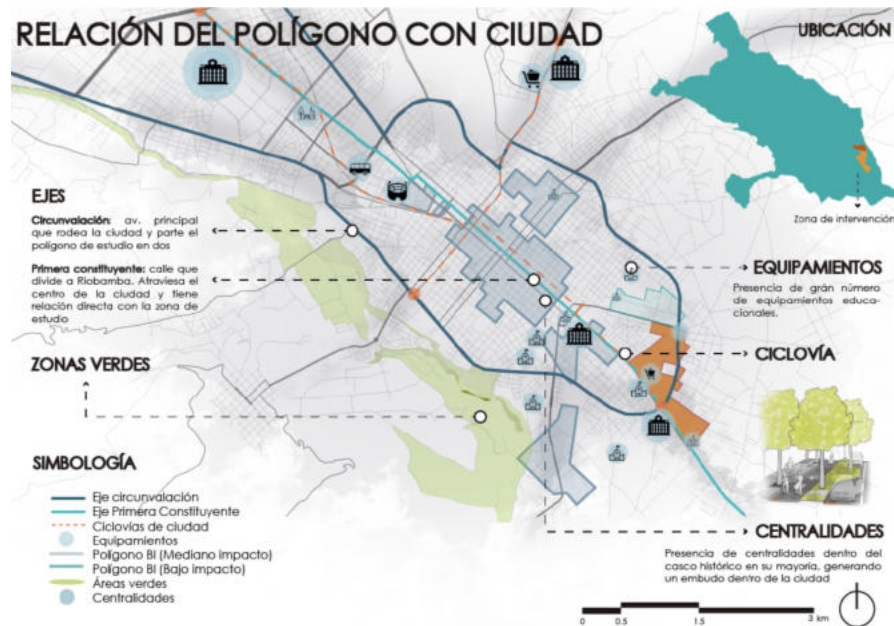 RELACIÓN DEL POLÍGONO CON CIUDAD
UBICACIÓN
Zona de intervención
EJES
Circunvalación: av. principal
que rodea la ciudad y parte el
polígono de estudio en dos
Primera constituyente: calle que
divide a Riobamba. Atraviesa el
centro de la ciudad y tiene
relación directa con la zona de
estudio
EQUIPAMIENTOS
Presencia de grán número
de equipamientos educa-
cionales.
CICLOVÍA
ZONAS VERDES
SIMBOLOGÍA
Eje circunvalación
Eje Primera Constituyente
Ciclovías de ciudad
Equipamientos
Polígono BI (Mediano impacto)
Polígono BI (Bajo impacto)
Áreas verdes
Centralidades
CENTRALIDADES
Presencia de centralidades dentro del
casco histórico en su mayoría, generando
un embudo dentro de la ciudad
0 0.5 1.5 3 km